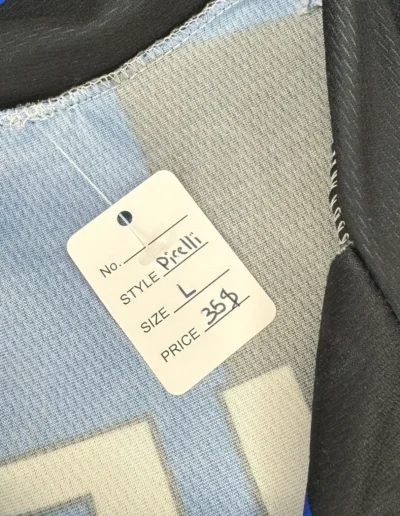 No.
STYLE Pirelli
SIZE L
PRICE 35$